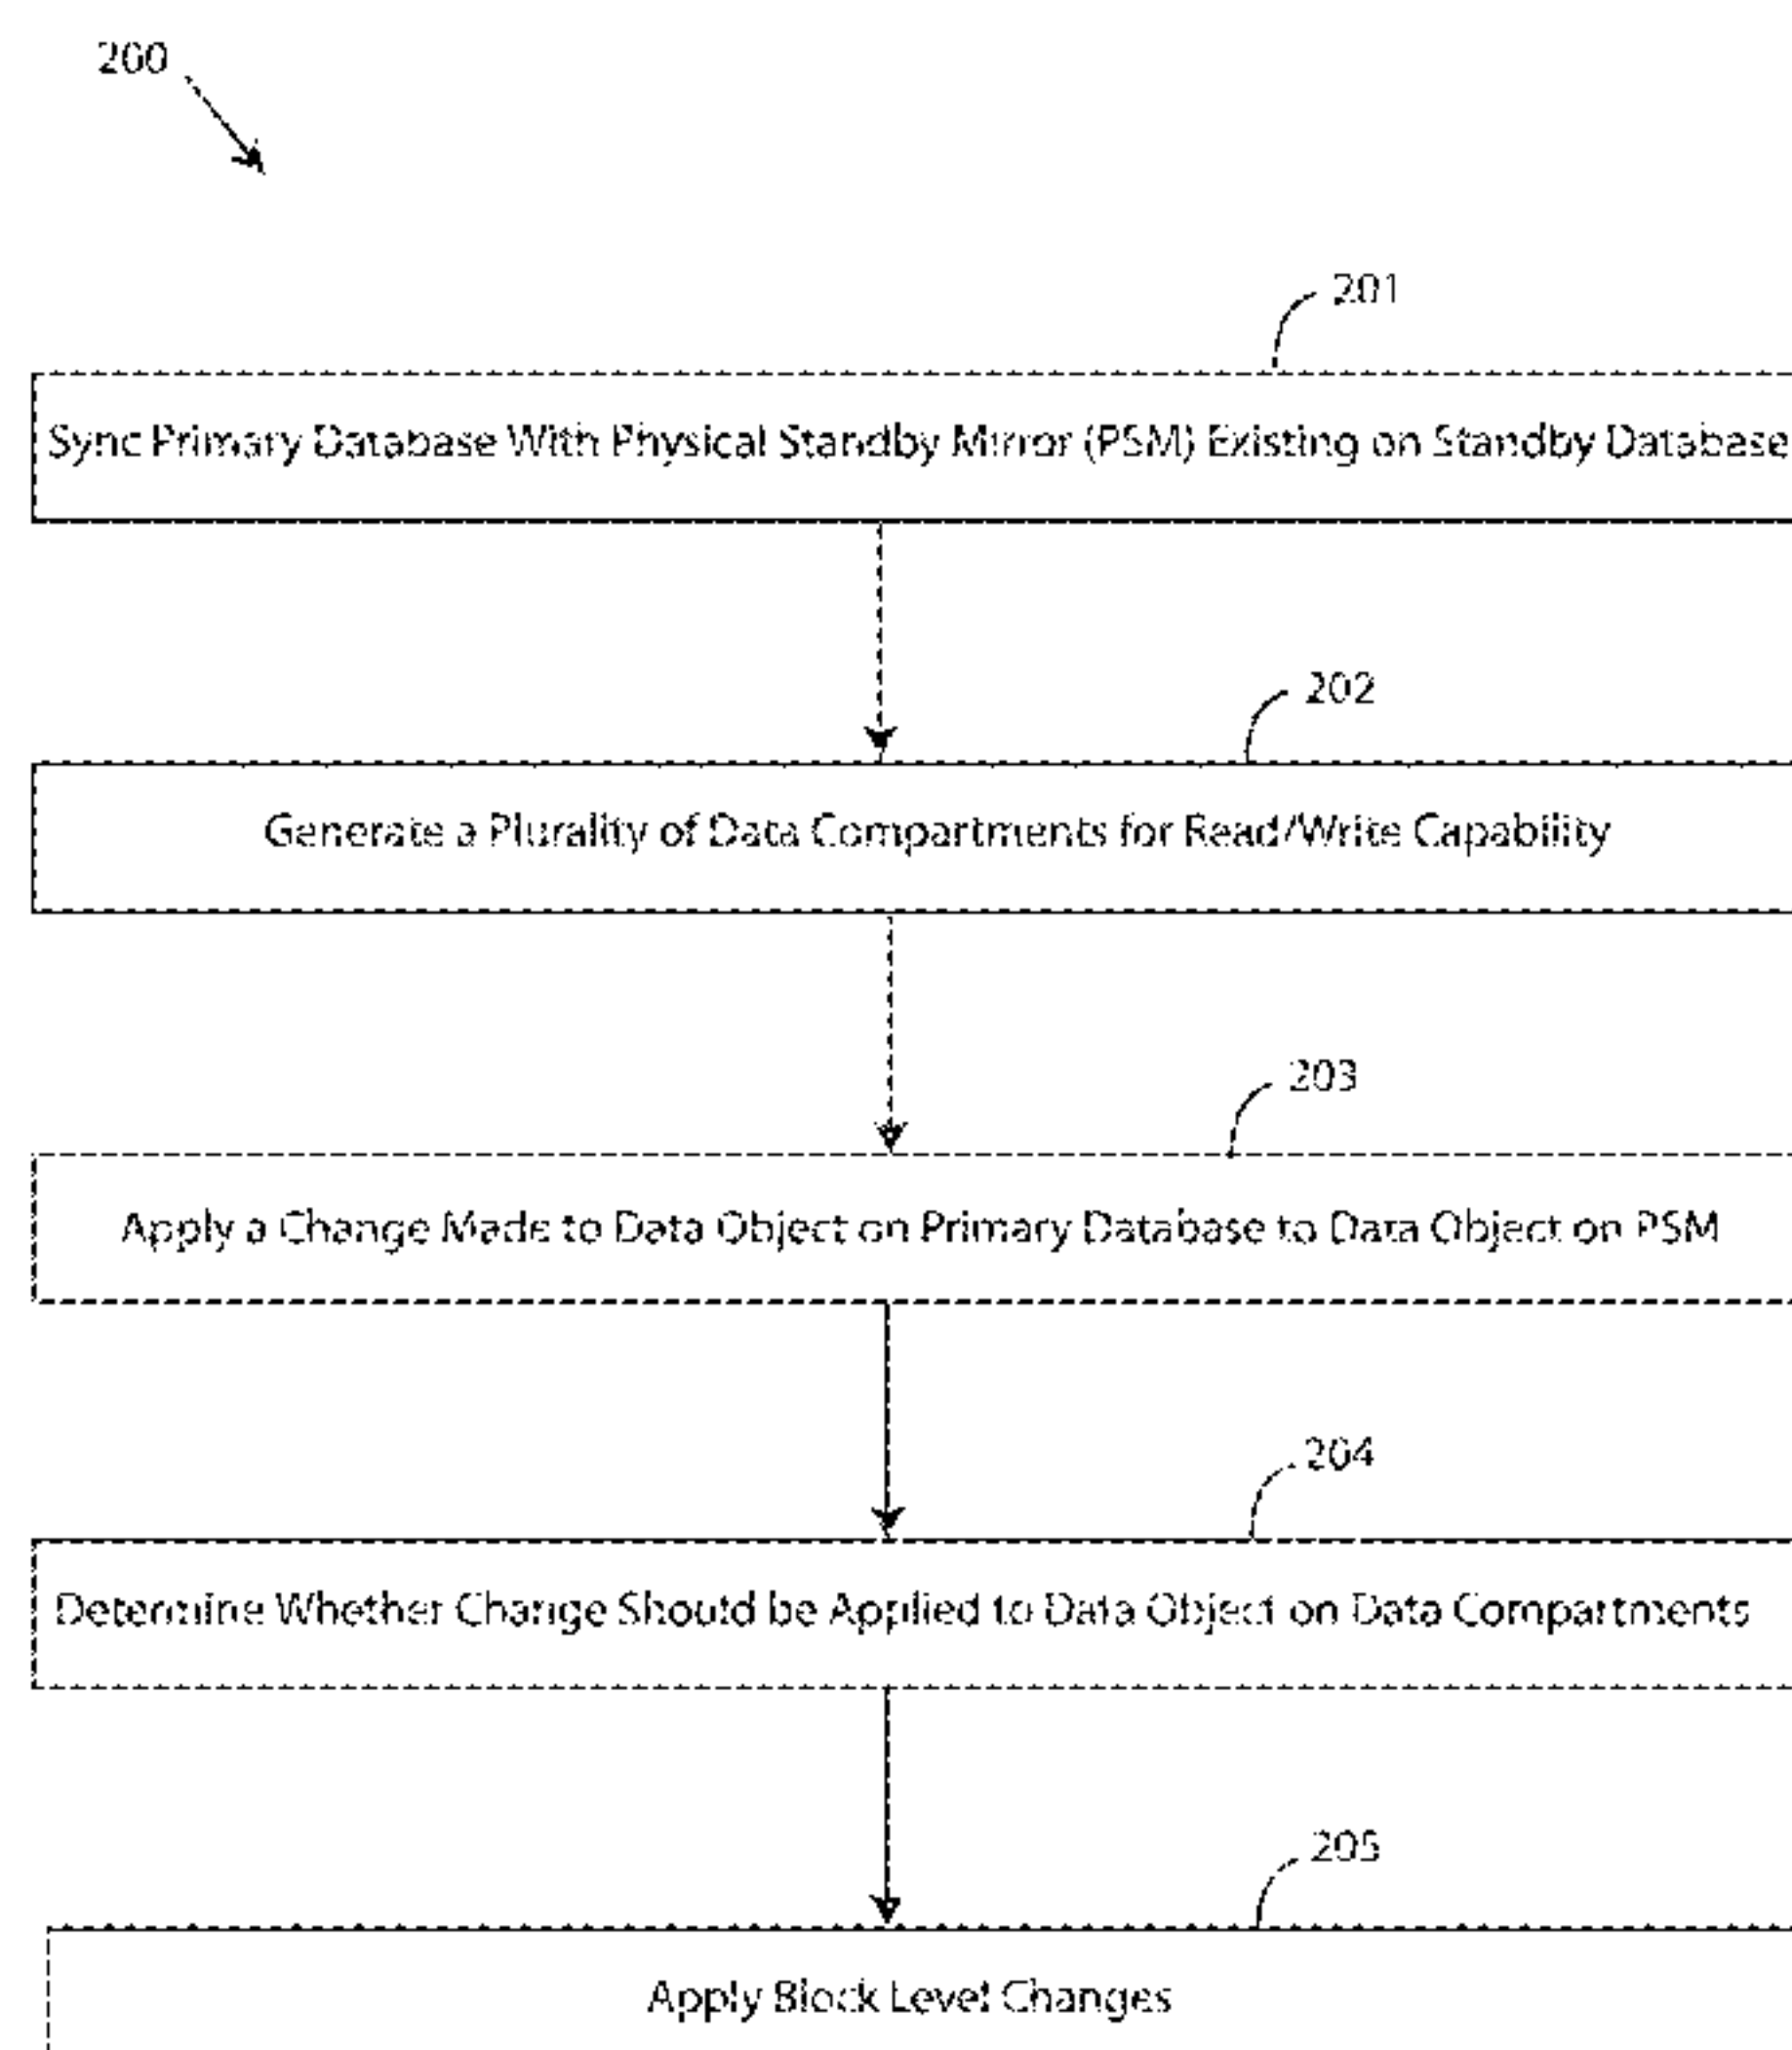 200
201
Sync Primary Database With Physical Standby Mirror (PSM) Existing on Standby Database
202
Generate a Plurality of Data Compartments for Read/Write Capability
203
Apply a Change Made to Data Object on Primary Database to Data Object on PSM
204
Determine Whether Change Should be Applied to Data Object on Data Compartments
205
Apply Block Level Changes